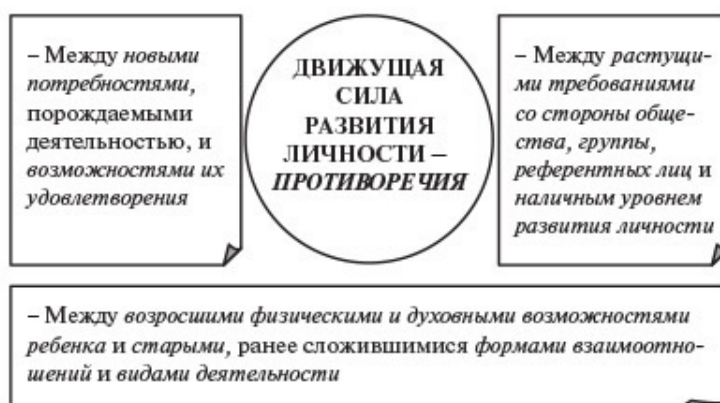 – Между новыми
потребностями,
порождаемыми
деятельностью, и
возможностями их
удовлетворения
ДВИЖУЩАЯ
СИЛА
РАЗВИТИЯ
ЛИЧНОСТИ –
ПРОТИВОРЕЧИЯ
– Между растущи-
ми требованиями
со стороны обще-
ства, группы,
референтных лиц и
наличным уровнем
развития личности
– Между возросшими физическими и духовными возможностями
ребенка и старыми, ранее сложившимися формами взаимоотно-
шений и видами деятельности